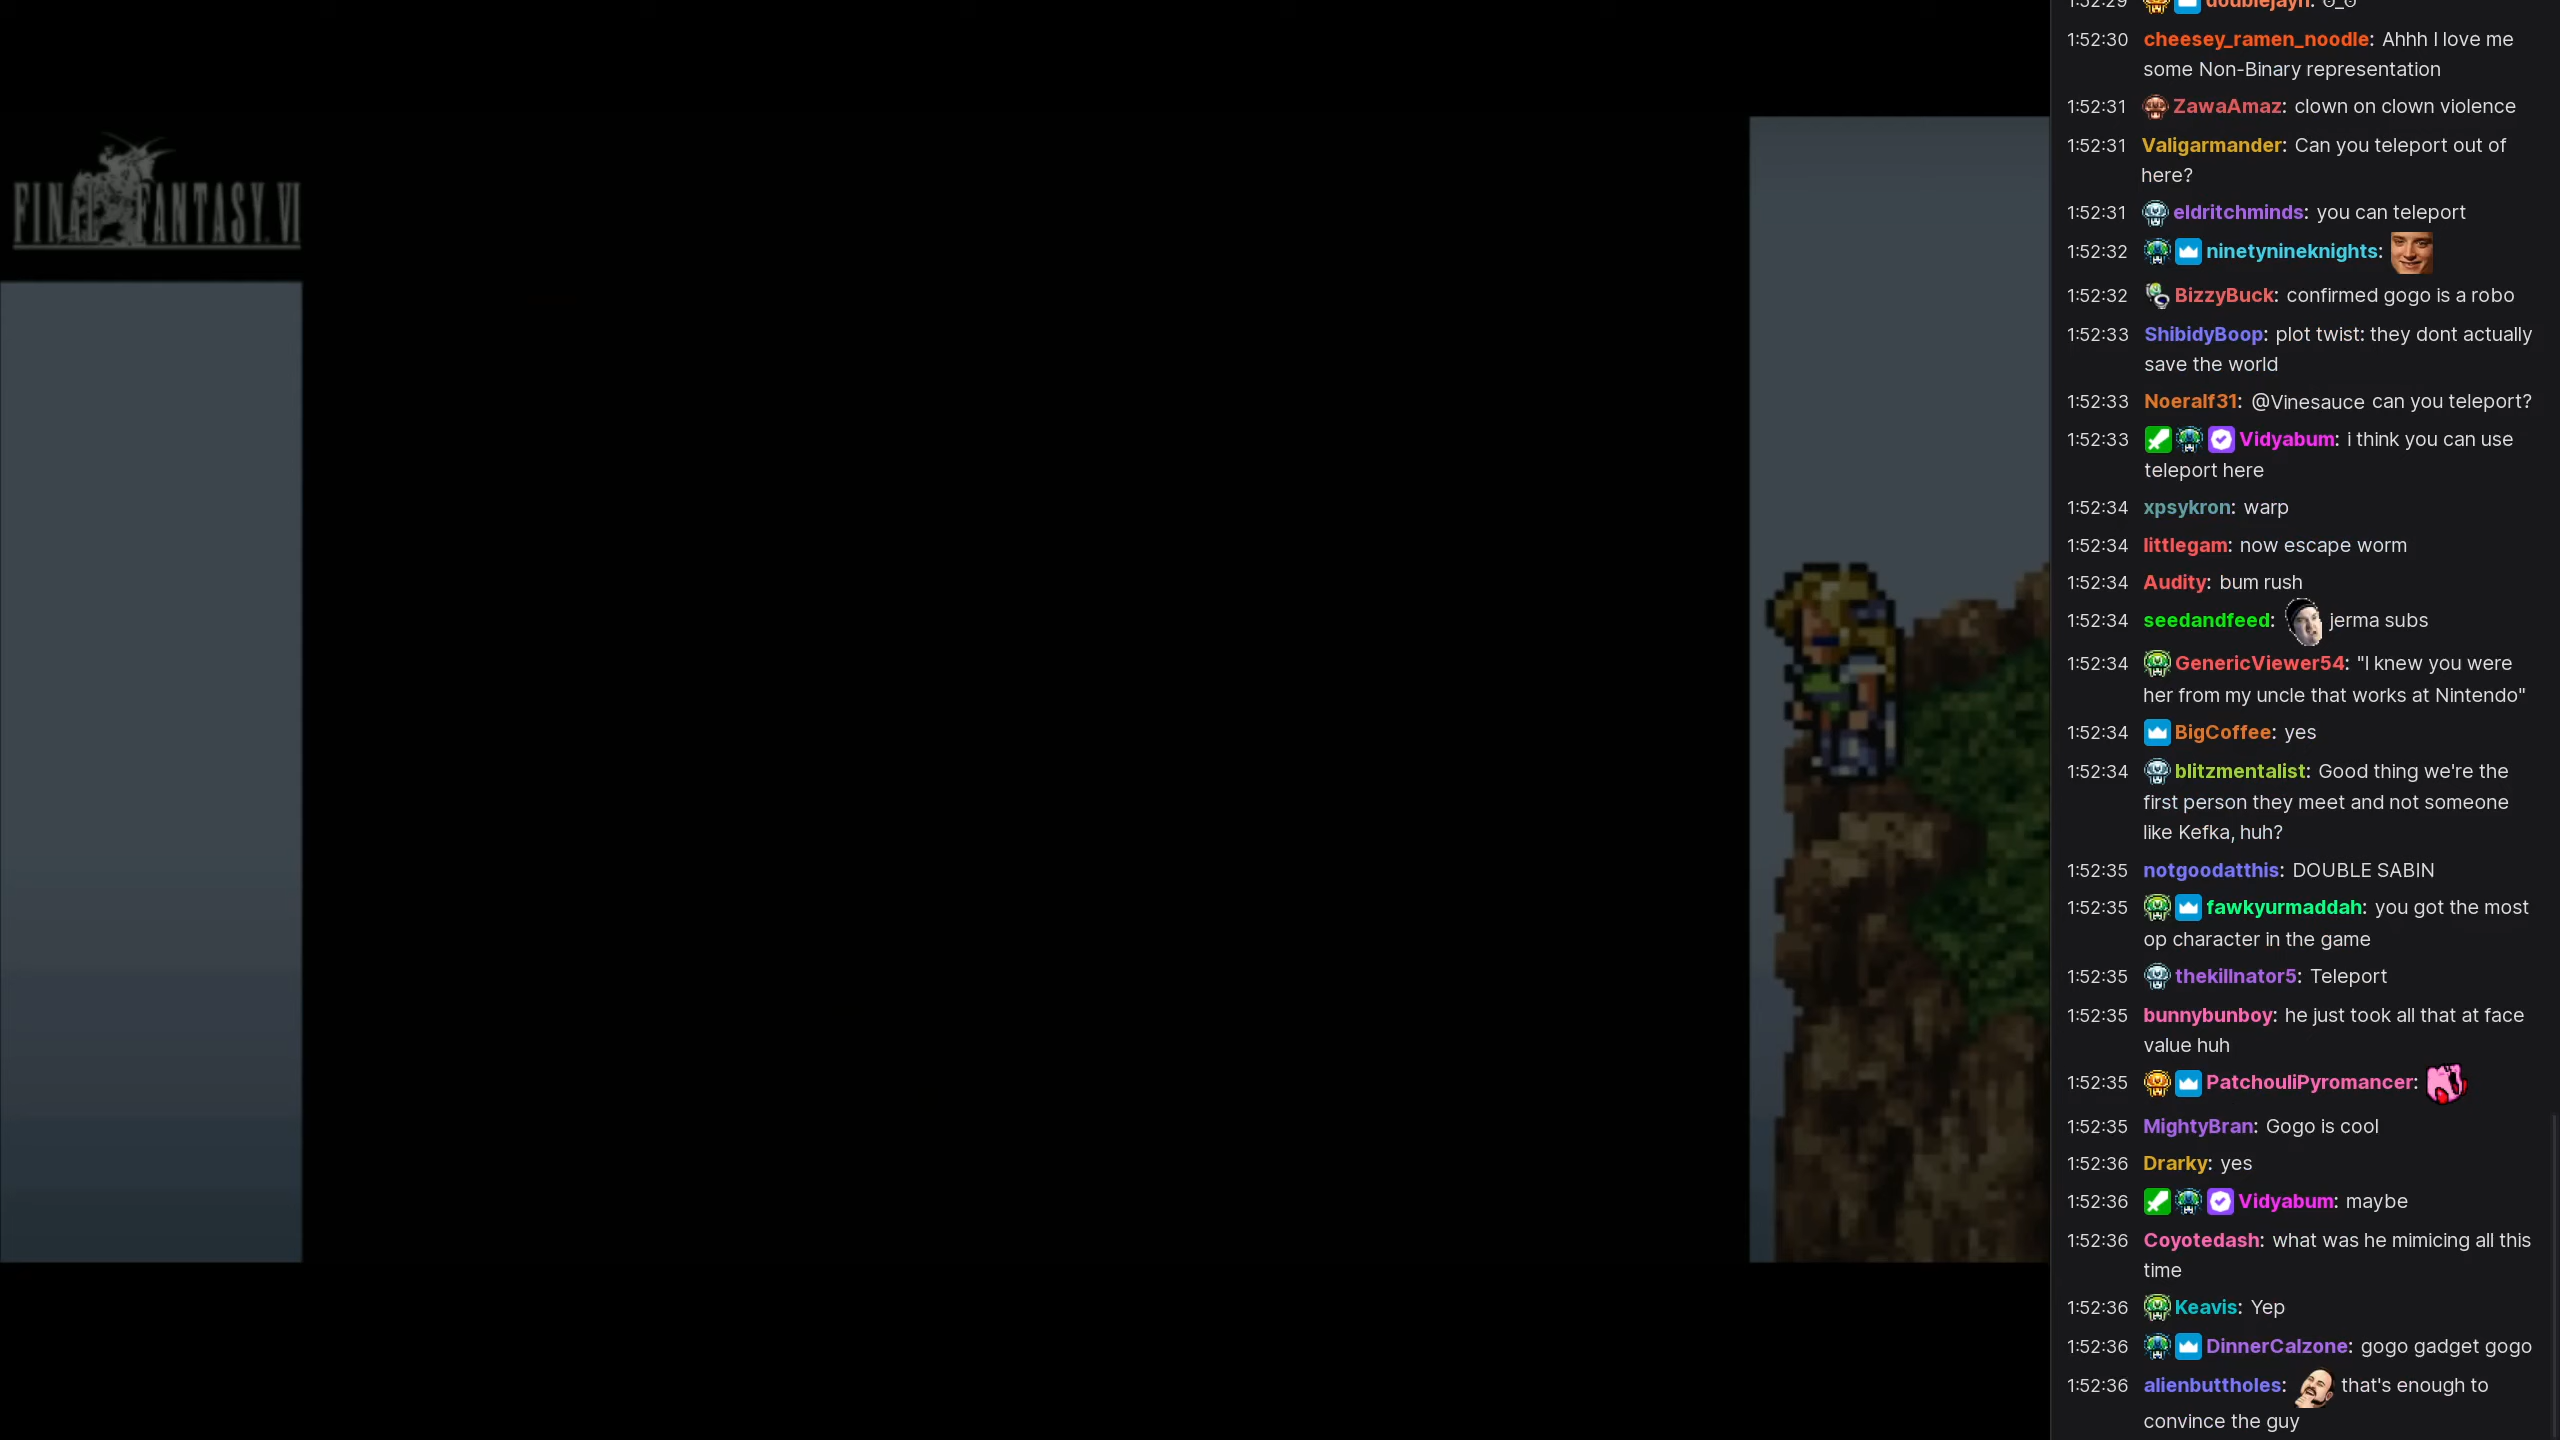 FINAL FANTASY VI
1:52:29 doublejayn: ʘ_ʘ
1:52:30 cheesey_ramen_noodle: Ahhh I love me
some Non-Binary representation
1:52:31 ZawaAmaz: clown on clown violence
1:52:31 Valigarmander: Can you teleport out of
here?
1:52:31 eldritchminds: you can teleport
1:52:32 ninetynineknights:
1:52:32 BizzyBuck: confirmed gogo is a robo
1:52:33 ShibidyBoop: plot twist: they dont actually
save the world
1:52:33 Noeralf31: @Vinesauce can you teleport?
1:52:33 Vidyabum: i think you can use
teleport here
1:52:34 xpsykron: warp
1:52:34 littlegam: now escape worm
1:52:34 Audity: bum rush
1:52:34 seedandfeed: jerma subs
1:52:34 GenericViewer54: "I knew you were
her from my uncle that works at Nintendo"
1:52:34 BigCoffee: yes
1:52:34 blitzmentalist: Good thing we're the
first person they meet and not someone
like Kefka, huh?
1:52:35 notgoodatthis: DOUBLE SABIN
1:52:35 fawkyurmaddah: you got the most
op character in the game
1:52:35 thekillnator5: Teleport
1:52:35 bunnybunboy: he just took all that at face
value huh
1:52:35 PatchouliPyromancer:
1:52:35 MightyBran: Gogo is cool
1:52:36 Drarky: yes
1:52:36 Vidyabum: maybe
1:52:36 Coyotedash: what was he mimicing all this
time
1:52:36 Keavis: Yep
1:52:36 DinnerCalzone: gogo gadget gogo
1:52:36 alienbuttholes: that's enough to
convince the guy